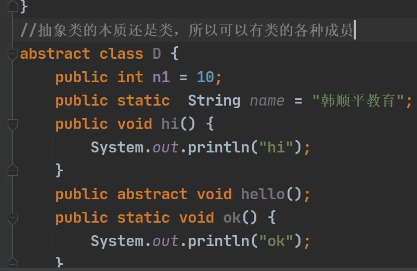 }
//抽象类的本质还是类，所以可以有类的各种成员
abstract class D {
    public int n1 = 10;
    public static  String name = "韩顺平教育";
    public void hi() {
        System.out.println("hi");
    }
    public abstract void hello();
    public static void ok() {
        System.out.println("ok");
    }